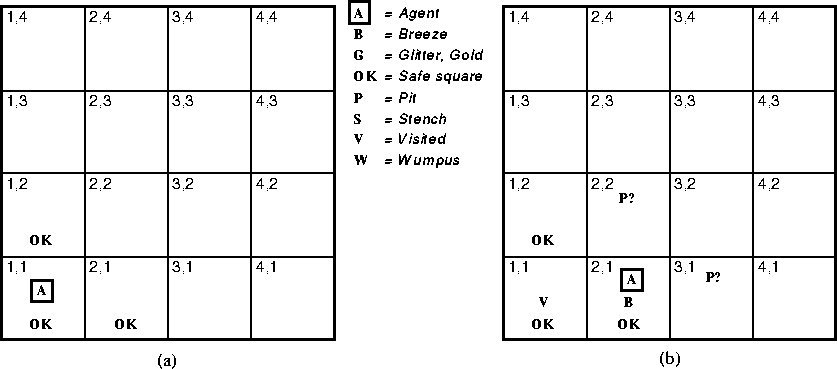 1,4 2,4 3,4 4,4
1,3 2,3 3,3 4,3
1,2 2,2 3,2 4,2
OK
1,1 2,1 3,1 4,1
A
OK OK
(a)
A = Agent
B = Breeze
G = Glitter, Gold
OK = Safe square
P = Pit
S = Stench
V = Visited
W = Wumpus
1,4 2,4 3,4 4,4
1,3 2,3 3,3 4,3
1,2 2,2 3,2 4,2
P?
OK
1,1 2,1 3,1 4,1
A P?
V B
OK OK
(b)